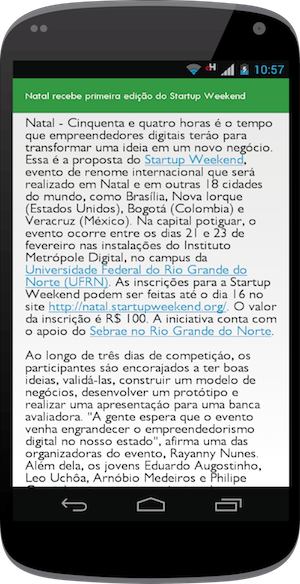 10:57
Natal recebe primeira edição do Startup Weekend
Natal - Cinquenta e quatro horas é o tempo
que empreendedores digitais terão para
transformar uma ideia em um novo negócio.
Essa é a proposta do Startup Weekend,
evento de renome internacional que será
realizado em Natal e em outras 18 cidades
do mundo, como Brasília, Nova Iorque
(Estados Unidos), Bogotá (Colombia) e
Veracruz (México). Na capital potiguar, o
evento ocorre entre os dias 21 e 23 de
fevereiro nas instalações do Instituto
Metrópole Digital, no campus da
Universidade Federal do Rio Grande do
Norte (UFRN). As inscrições para a Startup
Weekend podem ser feitas até o dia 16 no
site http://natal.startupweekend.org/. O valor
da inscrição é R$ 100. A iniciativa conta com
o apoio do Sebrae no Rio Grande do Norte.
Ao longo de três dias de competição, os
participantes são encorajados a ter boas
ideias, validá-las, construir um modelo de
negócios, desenvolver um protótipo e
realizar uma apresentação para uma banca
avaliadora. "A gente espera que o evento
venha engrandecer o empreendedorismo
digital no nosso estado", afirma uma das
organizadoras do evento, Rayanny Nunes.
Além dela, os jovens Eduardo Augostinho,
Leo Uchôa, Arnóbio Medeiros e Philipe